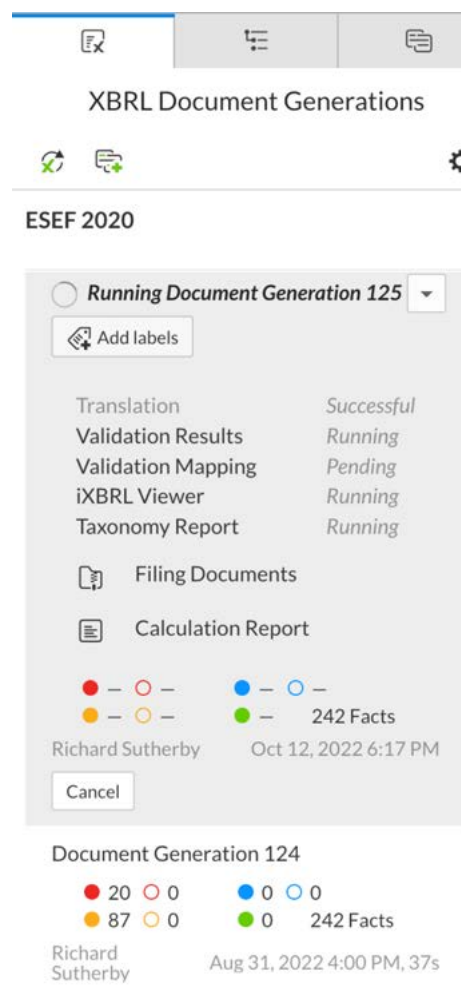 XBRL Document Generations
ESEF 2020
Running Document Generation 125
Add labels
Translation Successful
Validation Results Running
Validation Mapping Pending
iXBRL Viewer Running
Taxonomy Report Running
Filing Documents
Calculation Report
– – – –
– – – 242 Facts
Richard Sutherby Oct 12, 2022 6:17 PM
Cancel
Document Generation 124
20 0 0 0
87 0 0 242 Facts
Richard
Sutherby Aug 31, 2022 4:00 PM, 37s